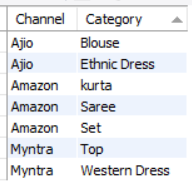 Channel Category
Ajio Blouse
Ajio Ethnic Dress
Amazon kurta
Amazon Saree
Amazon Set
Myntra Top
Myntra Western Dress